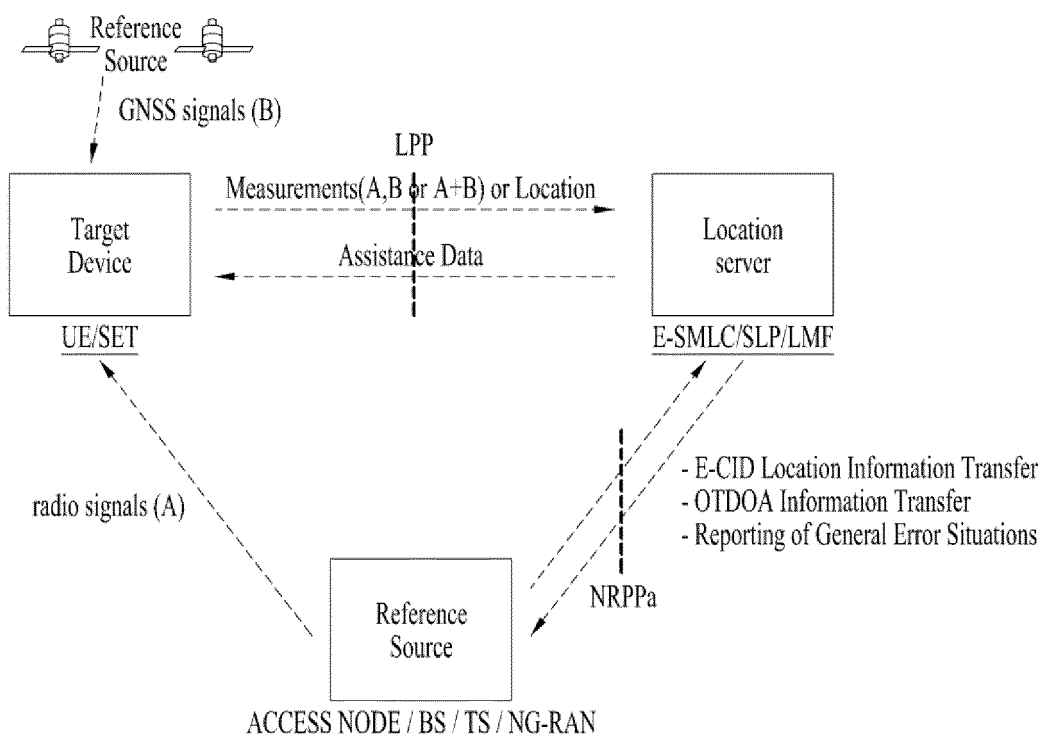 Reference
Source
GNSS signals (B)
LPP
Measurements(A,B or A+B) or Location
Assistance Data
Target
Device
Location
server
UE/SET
E-SMLC/SLP/LMF
radio signals (A)
- E-CID Location Information Transfer
- OTDOA Information Transfer
- Reporting of General Error Situations
NRPPa
Reference
Source
ACCESS NODE / BS / TS / NG-RAN